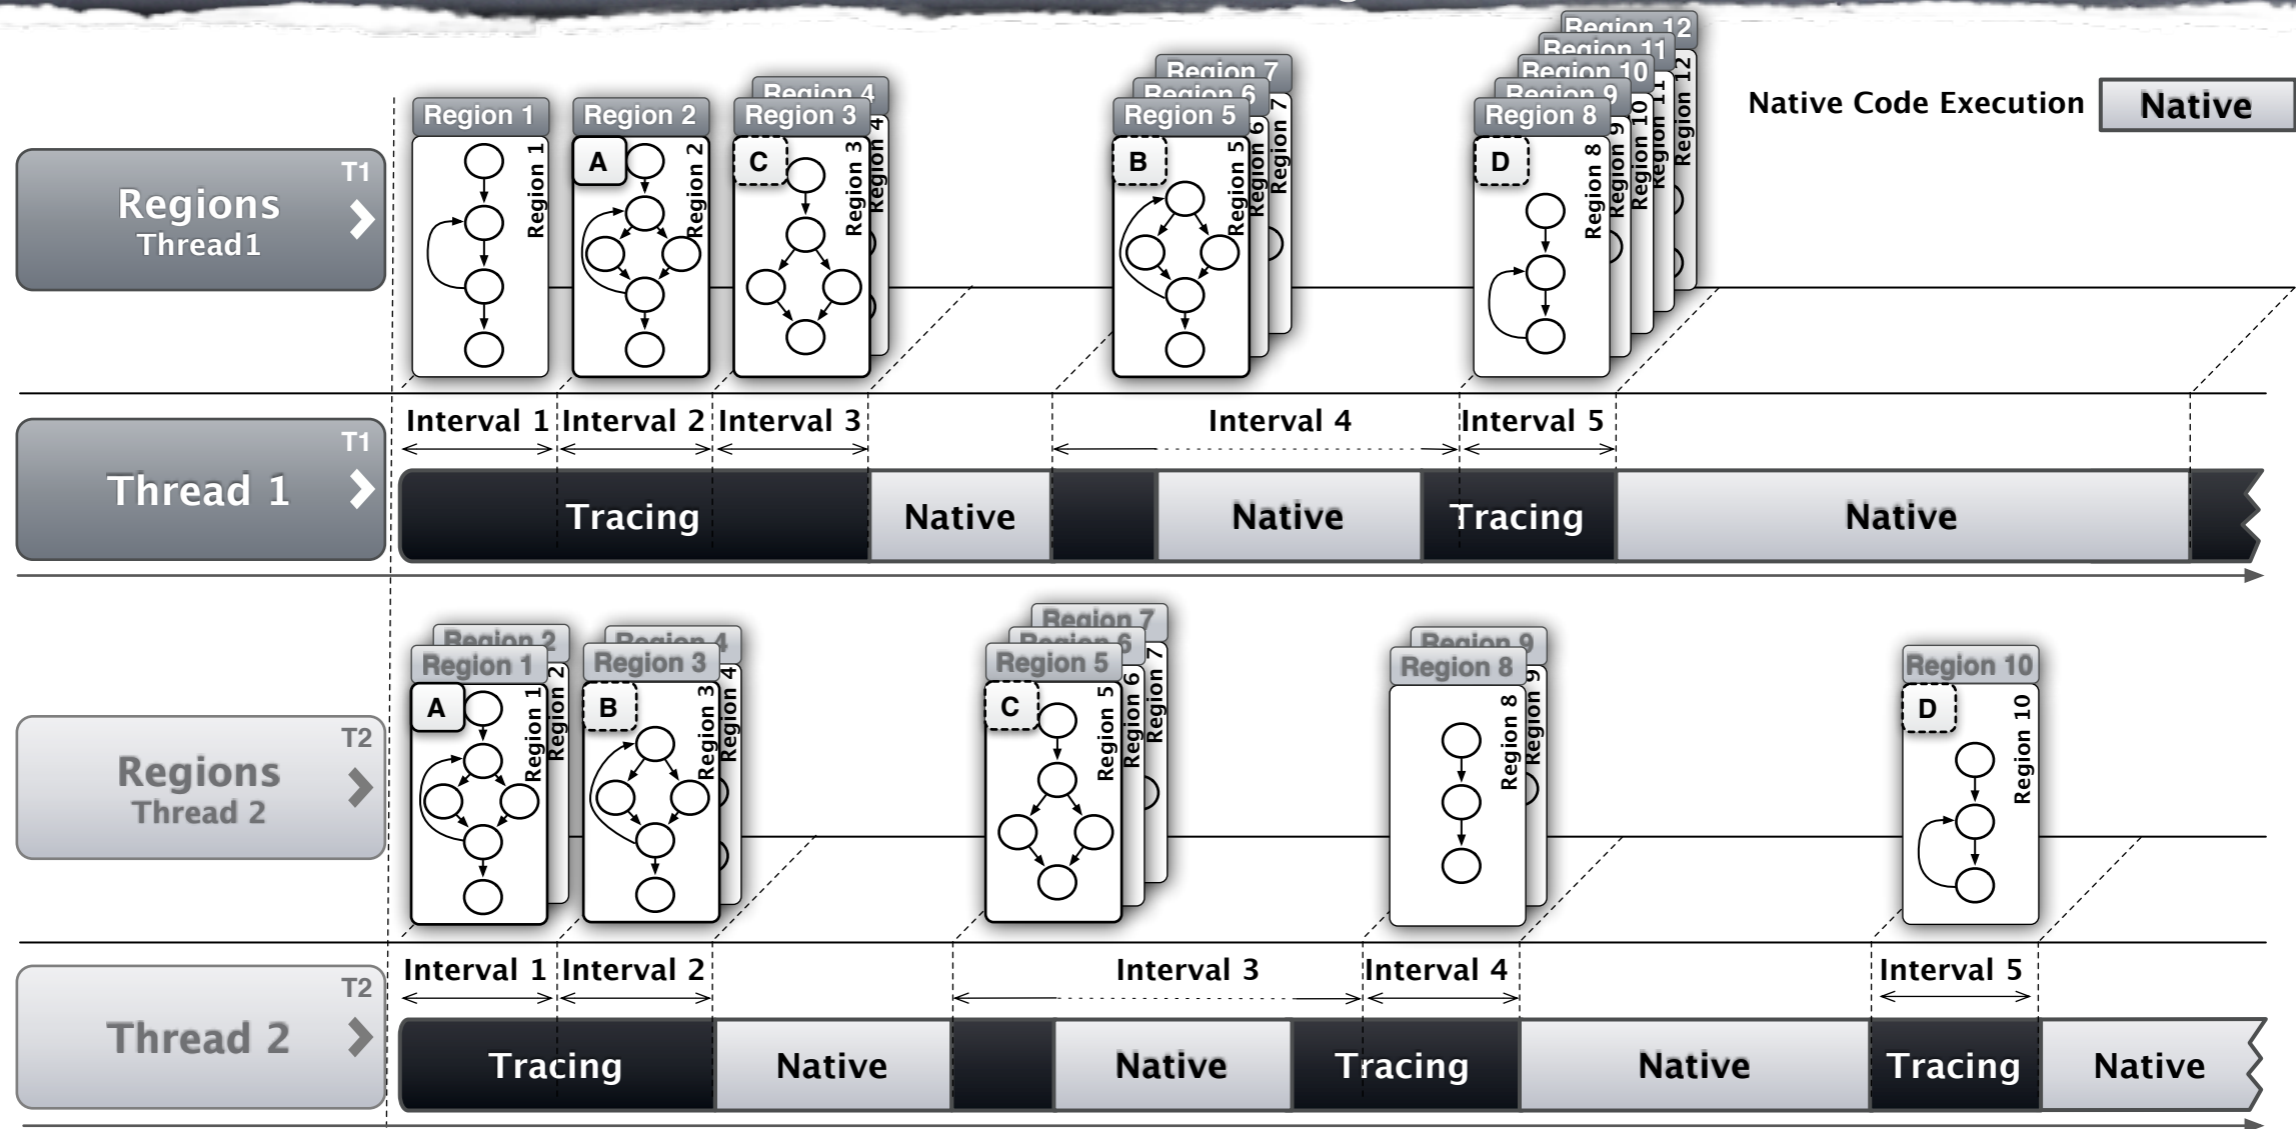 Region 12
Region 11
Region 7
Region 10
Region 4
Region 6
Region 9
Region 1
Region 2
Region 3
Region 5
Region 8
Native Code Execution
Native
T1
Regions
Thread1
A
C
B
D
Region 1
Region 2
Region 3
Region 4
Region 5
Region 6
Region 7
Region 8
Region 9
Region 10
Region 11
Region 12
Interval 1
Interval 2
Interval 3
Interval 4
Interval 5
T1
Thread 1
Tracing
Native
Native
Tracing
Native
Region 7
Region 2
Region 4
Region 6
Region 9
Region 1
Region 3
Region 5
Region 8
Region 10
T2
Regions
Thread 2
A
B
C
D
Region 1
Region 2
Region 3
Region 4
Region 5
Region 6
Region 7
Region 8
Region 9
Region 10
Interval 1
Interval 2
Interval 3
Interval 4
Interval 5
T2
Thread 2
Tracing
Native
Native
Tracing
Native
Tracing
Native